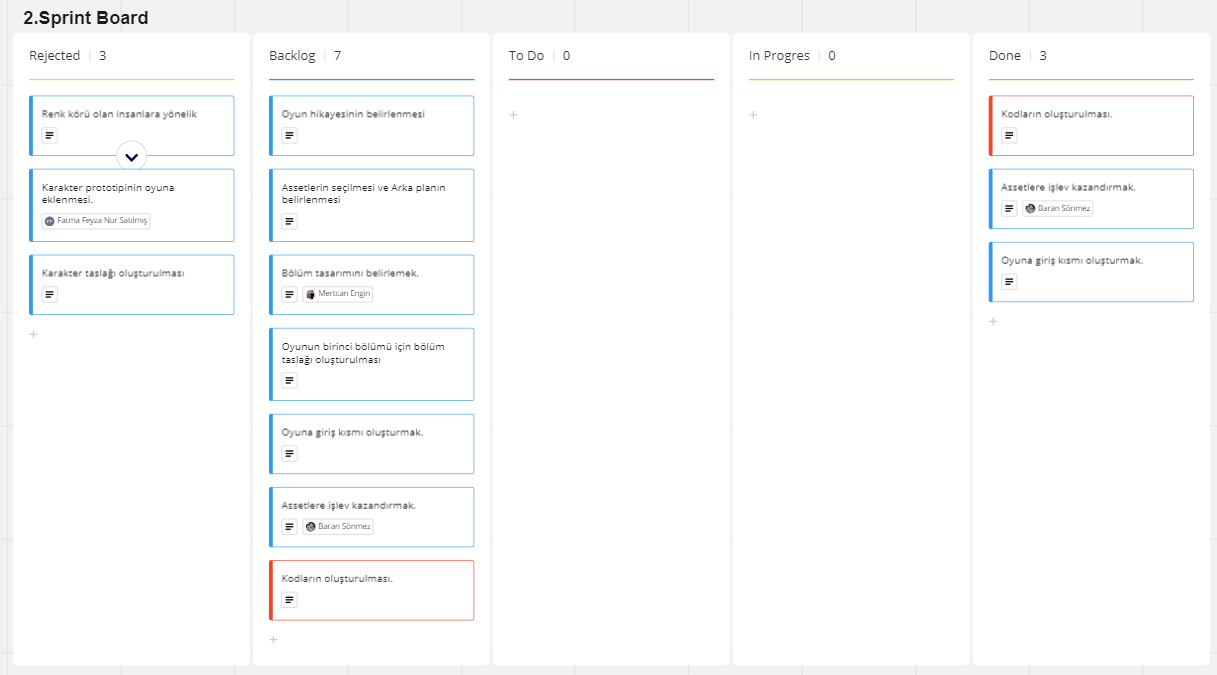 2.Sprint Board
Rejected 3
Renk körü olan insanlara yönelik
Karakter prototipinin oyuna
eklenmesi.
Fatma Feyza Nur Satılmış
Karakter taslağı oluşturulması
Backlog 7
Oyun hikayesinin belirlenmesi
Assetlerin seçilmesi ve Arka planın
belirlenmesi
Bölüm tasarımını belirlemek.
Mertcan Engin
Oyunun birinci bölümü için bölüm
taslağı oluşturulması
Oyuna giriş kısmı oluşturmak.
Assetlere işlev kazandırmak.
Baran Sönmez
Kodların oluşturulması.
To Do 0
In Progres 0
Done 3
Kodların oluşturulması.
Assetlere işlev kazandırmak.
Baran Sönmez
Oyuna giriş kısmı oluşturmak.